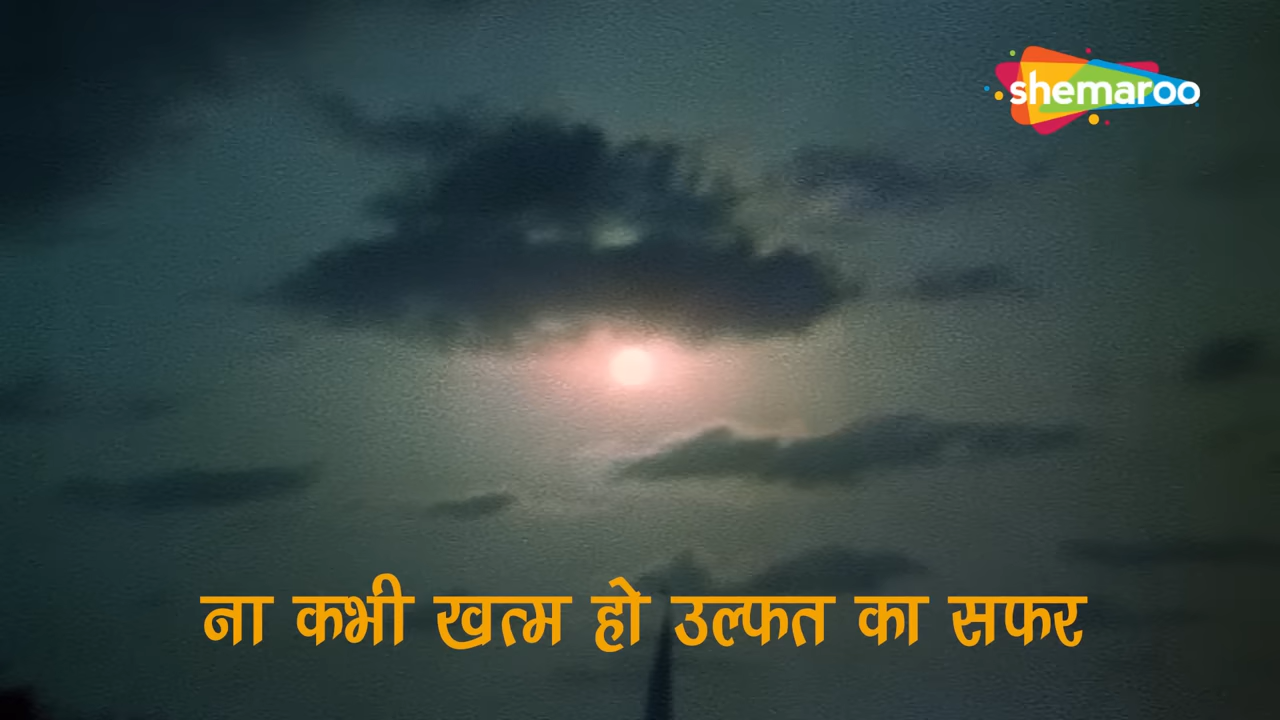 shemaroo
ना कभी खत्म हो उल्फत का सफर